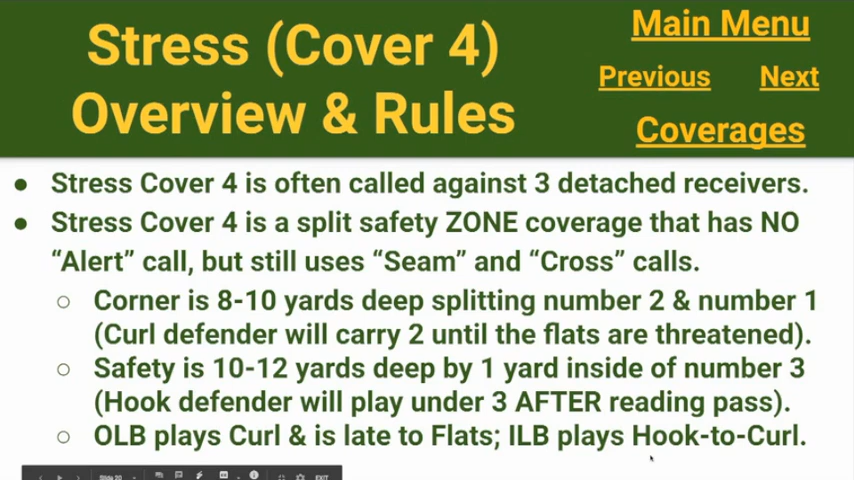 Stress (Cover 4)
Overview & Rules
Main Menu
Previous Next
Coverages
● Stress Cover 4 is often called against 3 detached receivers.
● Stress Cover 4 is a split safety ZONE coverage that has NO
“Alert” call, but still uses “Seam” and “Cross” calls.
○ Corner is 8-10 yards deep splitting number 2 & number 1
(Curl defender will carry 2 until the flats are threatened).
○ Safety is 10-12 yards deep by 1 yard inside of number 3
(Hook defender will play under 3 AFTER reading pass).
○ OLB plays Curl & is late to Flats; ILB plays Hook-to-Curl.
Slide 20
EXIT